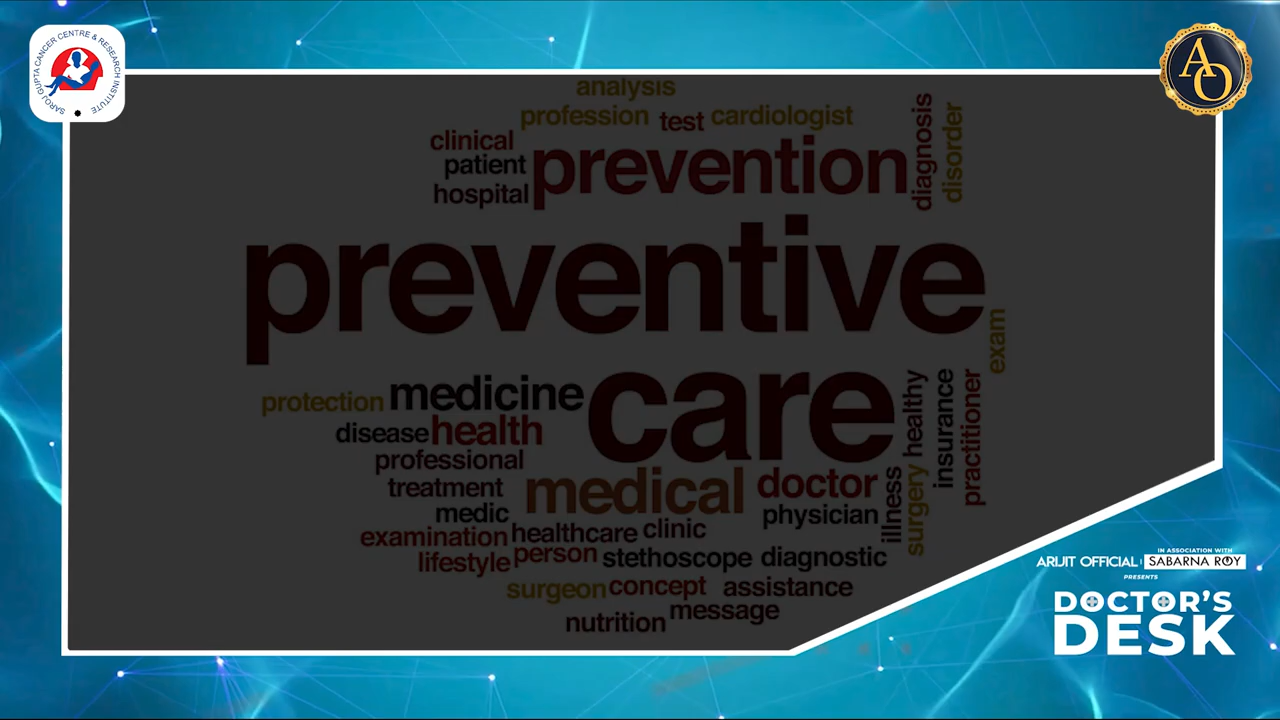 SAROJ GUPTA CANCER CENTRE & RESEARCH INSTITUTE
AO
analysis
profession test cardiologist
clinical
patient
hospital
prevention
diagnosis
disorder
preventive
exam
protection medicine care
disease health
professional
treatment
medical doctor
medic
physician
illness
surgery
healthy
insurance
practitioner
examination healthcare clinic
lifestyle person stethoscope diagnostic
surgeon concept assistance
nutrition message
IN ASSOCIATION WITH
ARIJIT OFFICIAL | SABARNA ROY
PRESENTS
DOCTOR'S
DESK